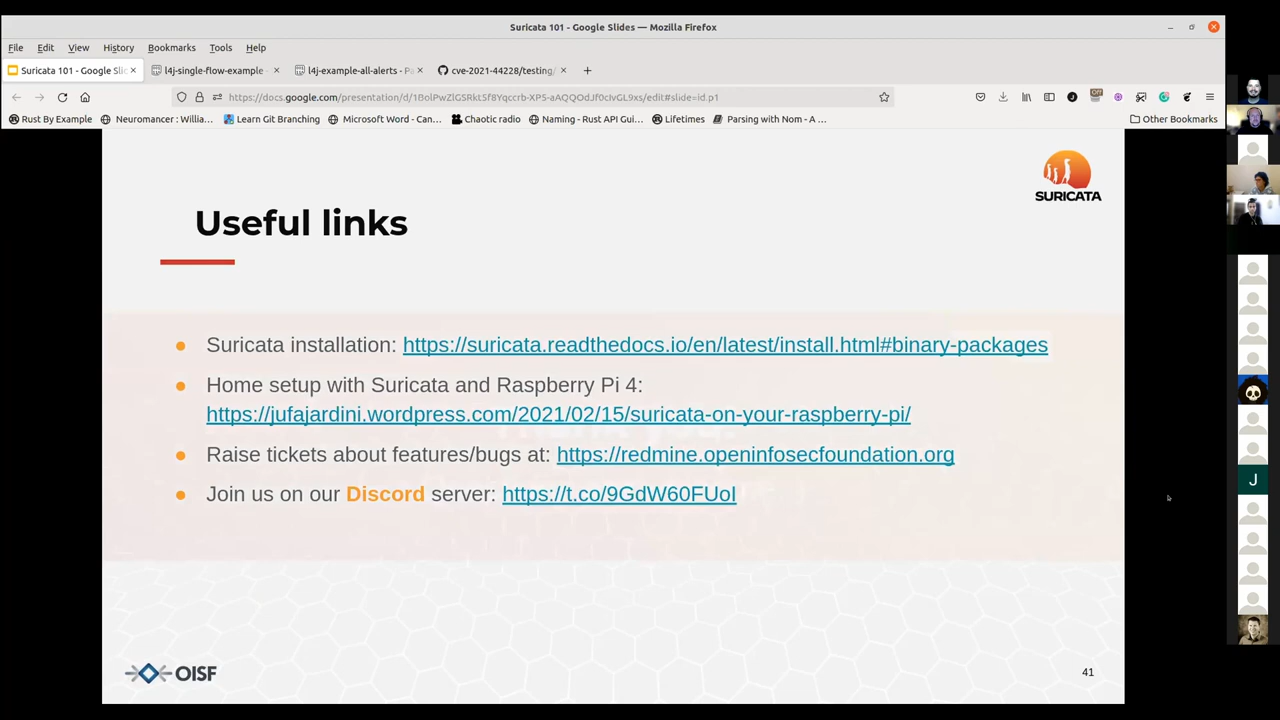 Suricata 101 - Google Slides — Mozilla Firefox
File Edit View History Bookmarks Tools Help
Suricata 101 - Google Slic l4j-single-flow-example - l4j-example-all-alerts - Pa cve-2021-44228/testing/
Rust By Example Neuromancer : Willia... Learn Git Branching Microsoft Word - Can... Chaotic radio Naming - Rust API Gui... Lifetimes Parsing with Nom - A ... Other Bookmarks
SURICATA
Useful links
Suricata installation: https://suricata.readthedocs.io/en/latest/install.html#binary-packages
Home setup with Suricata and Raspberry Pi 4:
https://jufajardini.wordpress.com/2021/02/15/suricata-on-your-raspberry-pi/
Raise tickets about features/bugs at: https://redmine.openinfosecfoundation.org
Join us on our Discord server: https://t.co/9GdW60FUoI
J
OISF
41